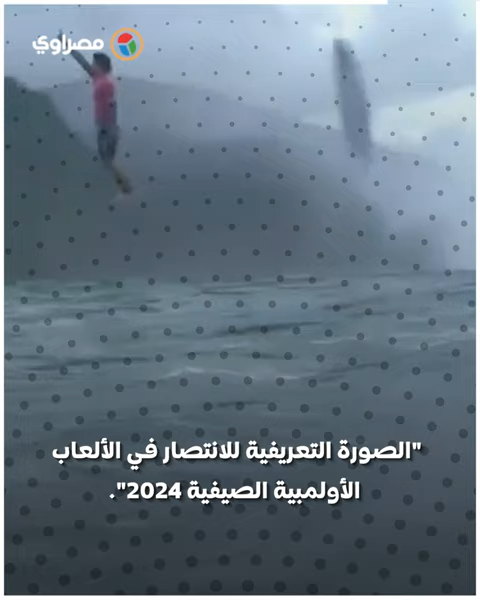 مصراوي
"الصورة التعريفية للانتصار في الألعاب
الأولمبية الصيفية 2024".